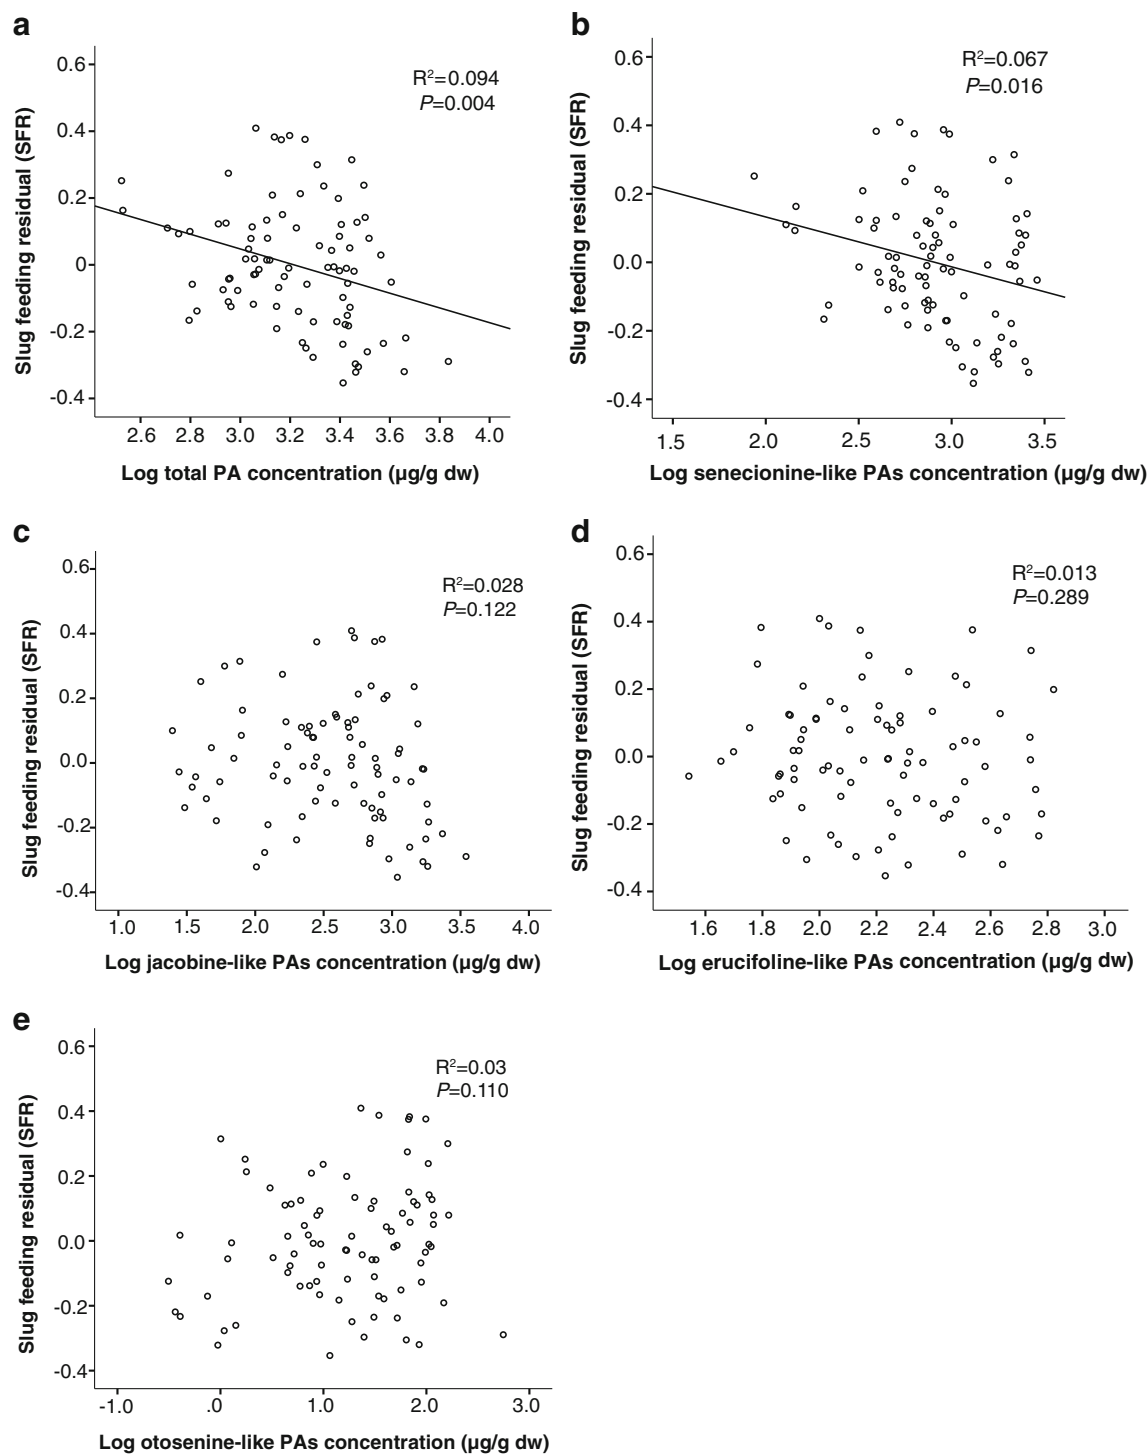 a
R²=0.094
P=0.004
Slug feeding residual (SFR)
0.6
0.4
0.2
0
-0.2
-0.4
2.6 2.8 3.0 3.2 3.4 3.6 3.8 4.0
Log total PA concentration (µg/g dw)
b
R²=0.067
P=0.016
Slug feeding residual (SFR)
0.6
0.4
0.2
0.0
-0.2
-0.4
1.5 2.0 2.5 3.0 3.5
Log senecionine-like PAs concentration (µg/g dw)
c
R²=0.028
P=0.122
Slug feeding residual (SFR)
0.6
0.4
0.2
0.0
-0.2
-0.4
1.0 1.5 2.0 2.5 3.0 3.5 4.0
Log jacobine-like PAs concentration (µg/g dw)
d
R²=0.013
P=0.289
Slug feeding residual (SFR)
0.6
0.4
0.2
0.0
-0.2
-0.4
1.6 1.8 2.0 2.2 2.4 2.6 2.8 3.0
Log erucifoline-like PAs concentration (µg/g dw)
e
R²=0.03
P=0.110
Slug feeding residual (SFR)
0.6
0.4
0.2
0.0
-0.2
-0.4
-1.0 .0 1.0 2.0 3.0
Log otosenine-like PAs concentration (µg/g dw)